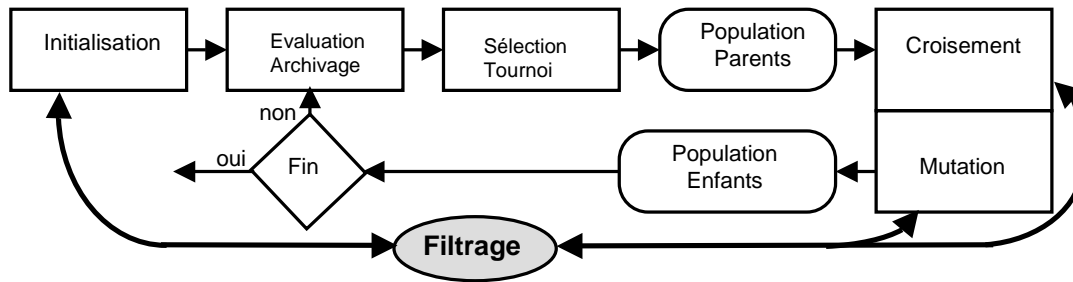 Initialisation
Evaluation
Archivage
Sélection
Tournoi
Population
Parents
Croisement
non
oui
Fin
Population
Enfants
Mutation
Filtrage